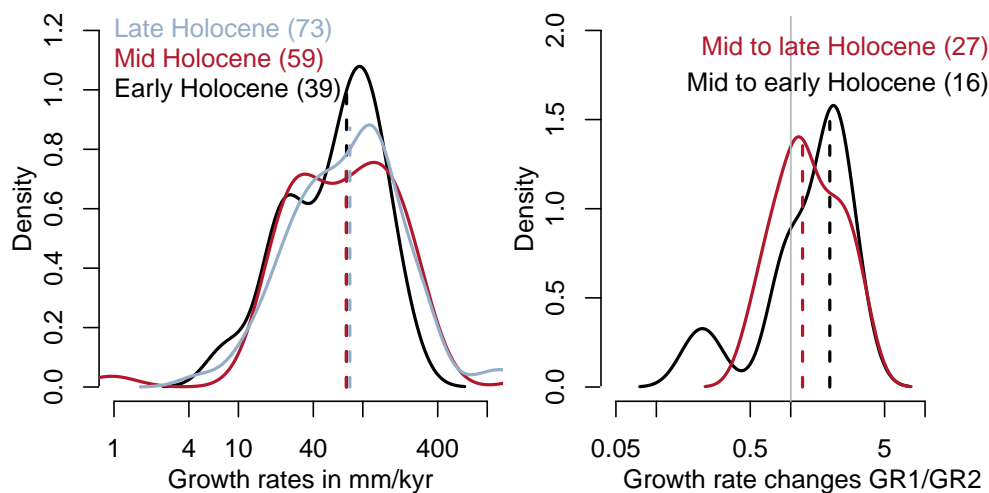 Late Holocene (73)
Mid Holocene (59)
Early Holocene (39)
Density
0.0
0.2
0.4
0.6
0.8
1.0
1.2
1
4
10
40
400
Growth rates in mm/kyr
Mid to late Holocene (27)
Mid to early Holocene (16)
Density
0.0
0.5
1.0
1.5
2.0
0.05
0.5
5
Growth rate changes GR1/GR2